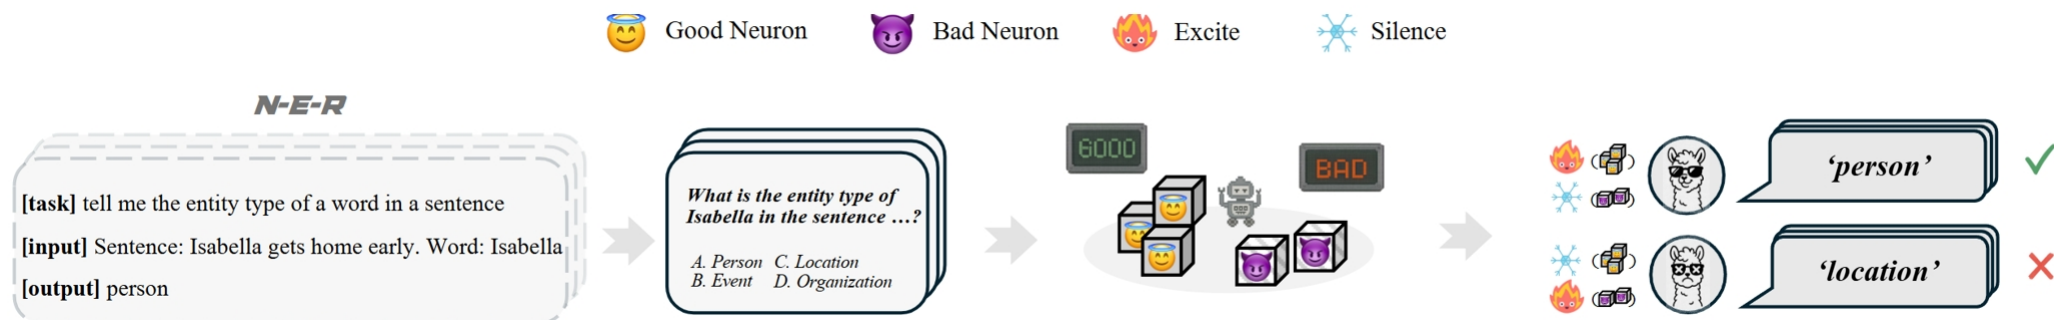 Good Neuron
Bad Neuron
Excite
Silence
N-E-R
[task] tell me the entity type of a word in a sentence
[input] Sentence: Isabella gets home early. Word: Isabella
[output] person
What is the entity type of
Isabella in the sentence …?
A. Person C. Location
B. Event D. Organization
6000
BAD
‘person’
‘location’